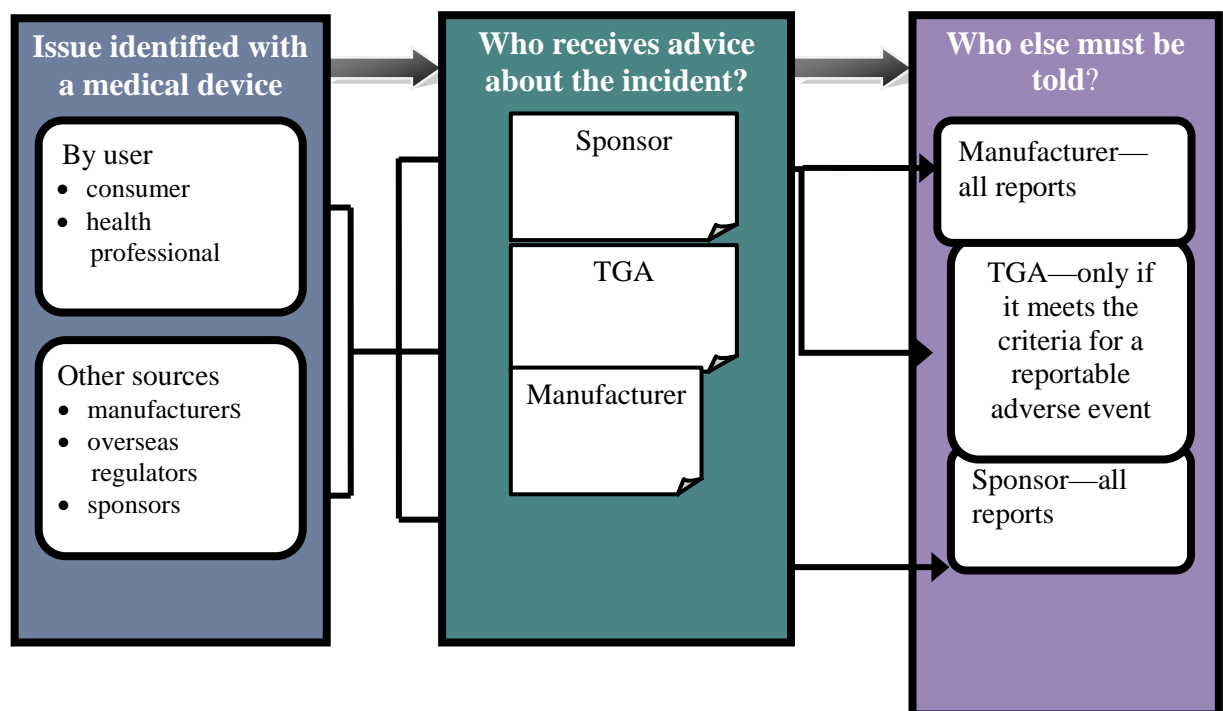 Issue identified with
a medical device
By user
• consumer
• health
professional
Other sources
• manufacturers
• overseas
regulators
• sponsors
Who receives advice
about the incident?
Sponsor
TGA
Manufacturer
Who else must be
told?
Manufacturer—
all reports
TGA—only if
it meets the
criteria for a
reportable
adverse event
Sponsor—all
reports